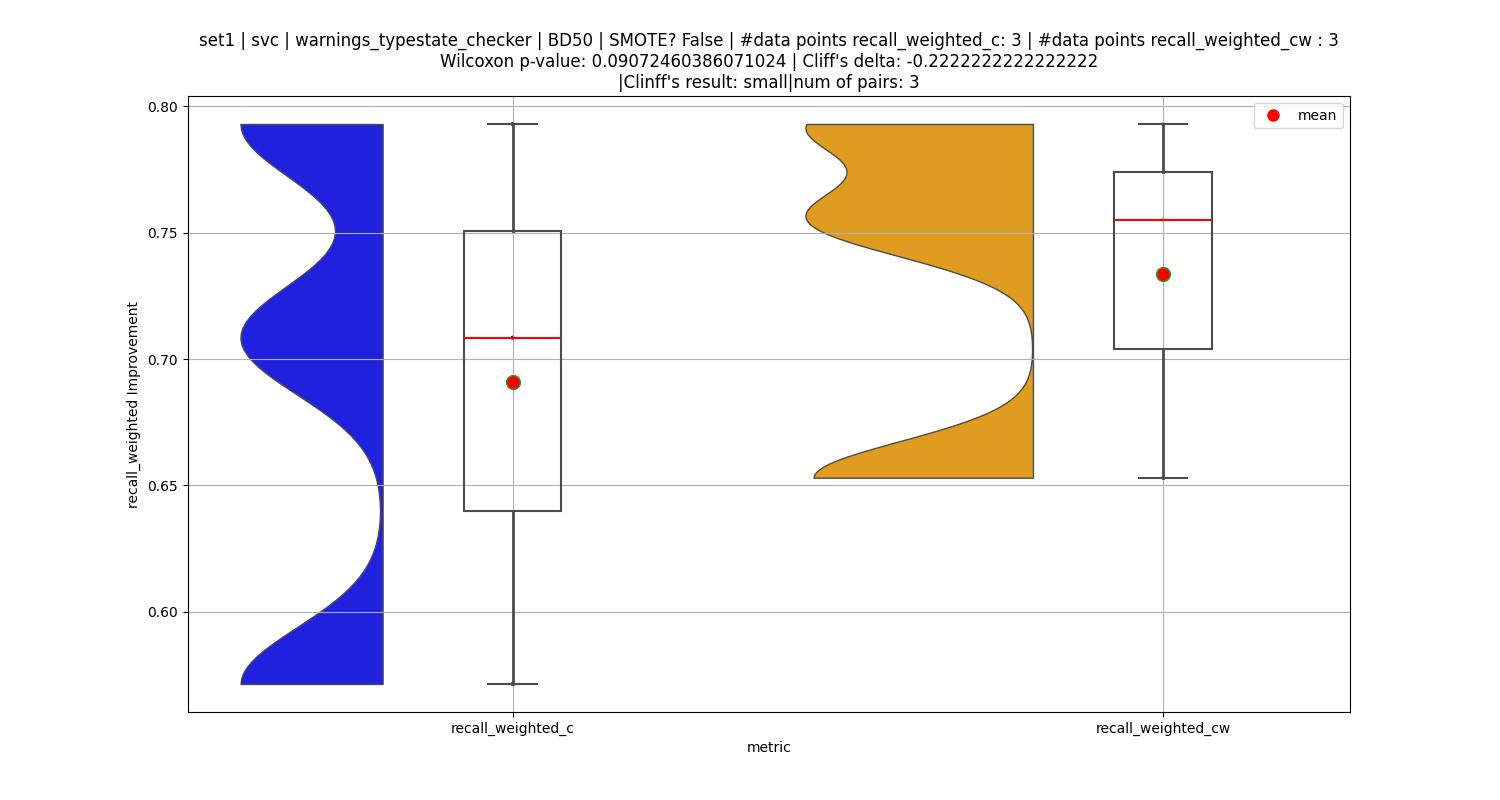 set1 | svc | warnings_typestate_checker | BD50 | SMOTE? False | #data points recall_weighted_c: 3 | #data points recall_weighted_cw : 3
Wilcoxon p-value: 0.09072460386071024 | Cliff's delta: -0.2222222222222222
|Clinff's result: small|num of pairs: 3
mean
0.80
0.75
0.70
0.65
0.60
recall_weighted Improvement
recall_weighted_c
recall_weighted_cw
metric